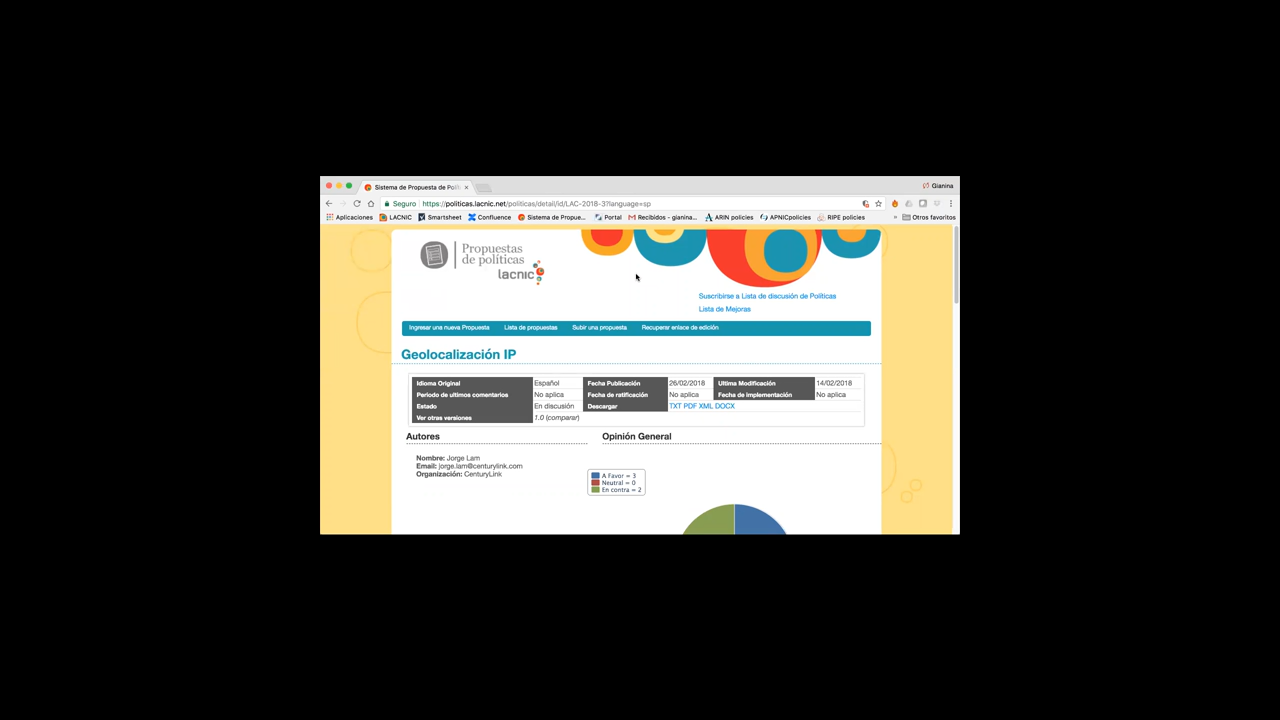 Sistema de Propuesta de Polí
Gianina
Seguro https://politicas.lacnic.net/politicas/detail/id/LAC-2018-3?language=sp
Aplicaciones LACNIC Smartsheet Confluence Sistema de Propue... Portal Recibidos - gianina... ARIN policies APNICpolicies RIPE policies » Otros favoritos
Propuestas
de políticas
lacnic
Suscribirse a Lista de discusión de Políticas
Lista de Mejoras
Ingresar una nueva Propuesta Lista de propuestas Subir una propuesta Recuperar enlace de edición
Geolocalización IP
Idioma Original Español Fecha Publicación 26/02/2018 Ultima Modificación 14/02/2018
Periodo de ultimos comentarios No aplica Fecha de ratificación No aplica Fecha de implementación No aplica
Estado En discusión Descargar TXT PDF XML DOCX
Ver otras versiones 1.0 (comparar)
Autores Opinión General
Nombre: Jorge Lam
Email: jorge.lam@centurylink.com
Organización: CenturyLink
A Favor = 3
Neutral = 0
En contra = 2